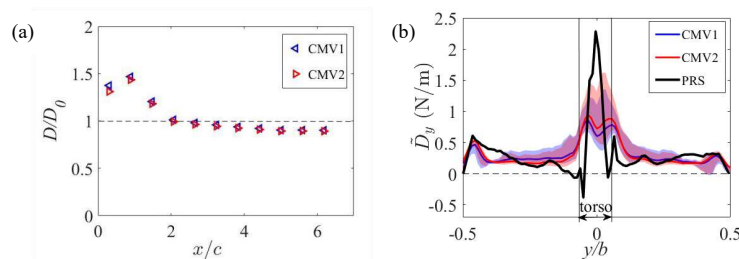 (a)
2
1.5
1
0.5
0
D/D₀
0 2 4 6 8
x/c
CMV1
CMV2
(b)
2.5
2
1.5
1
0.5
0
-0.5
D̃y (N/m)
CMV1
CMV2
PRS
torso
-0.5 0 0.5
y/b